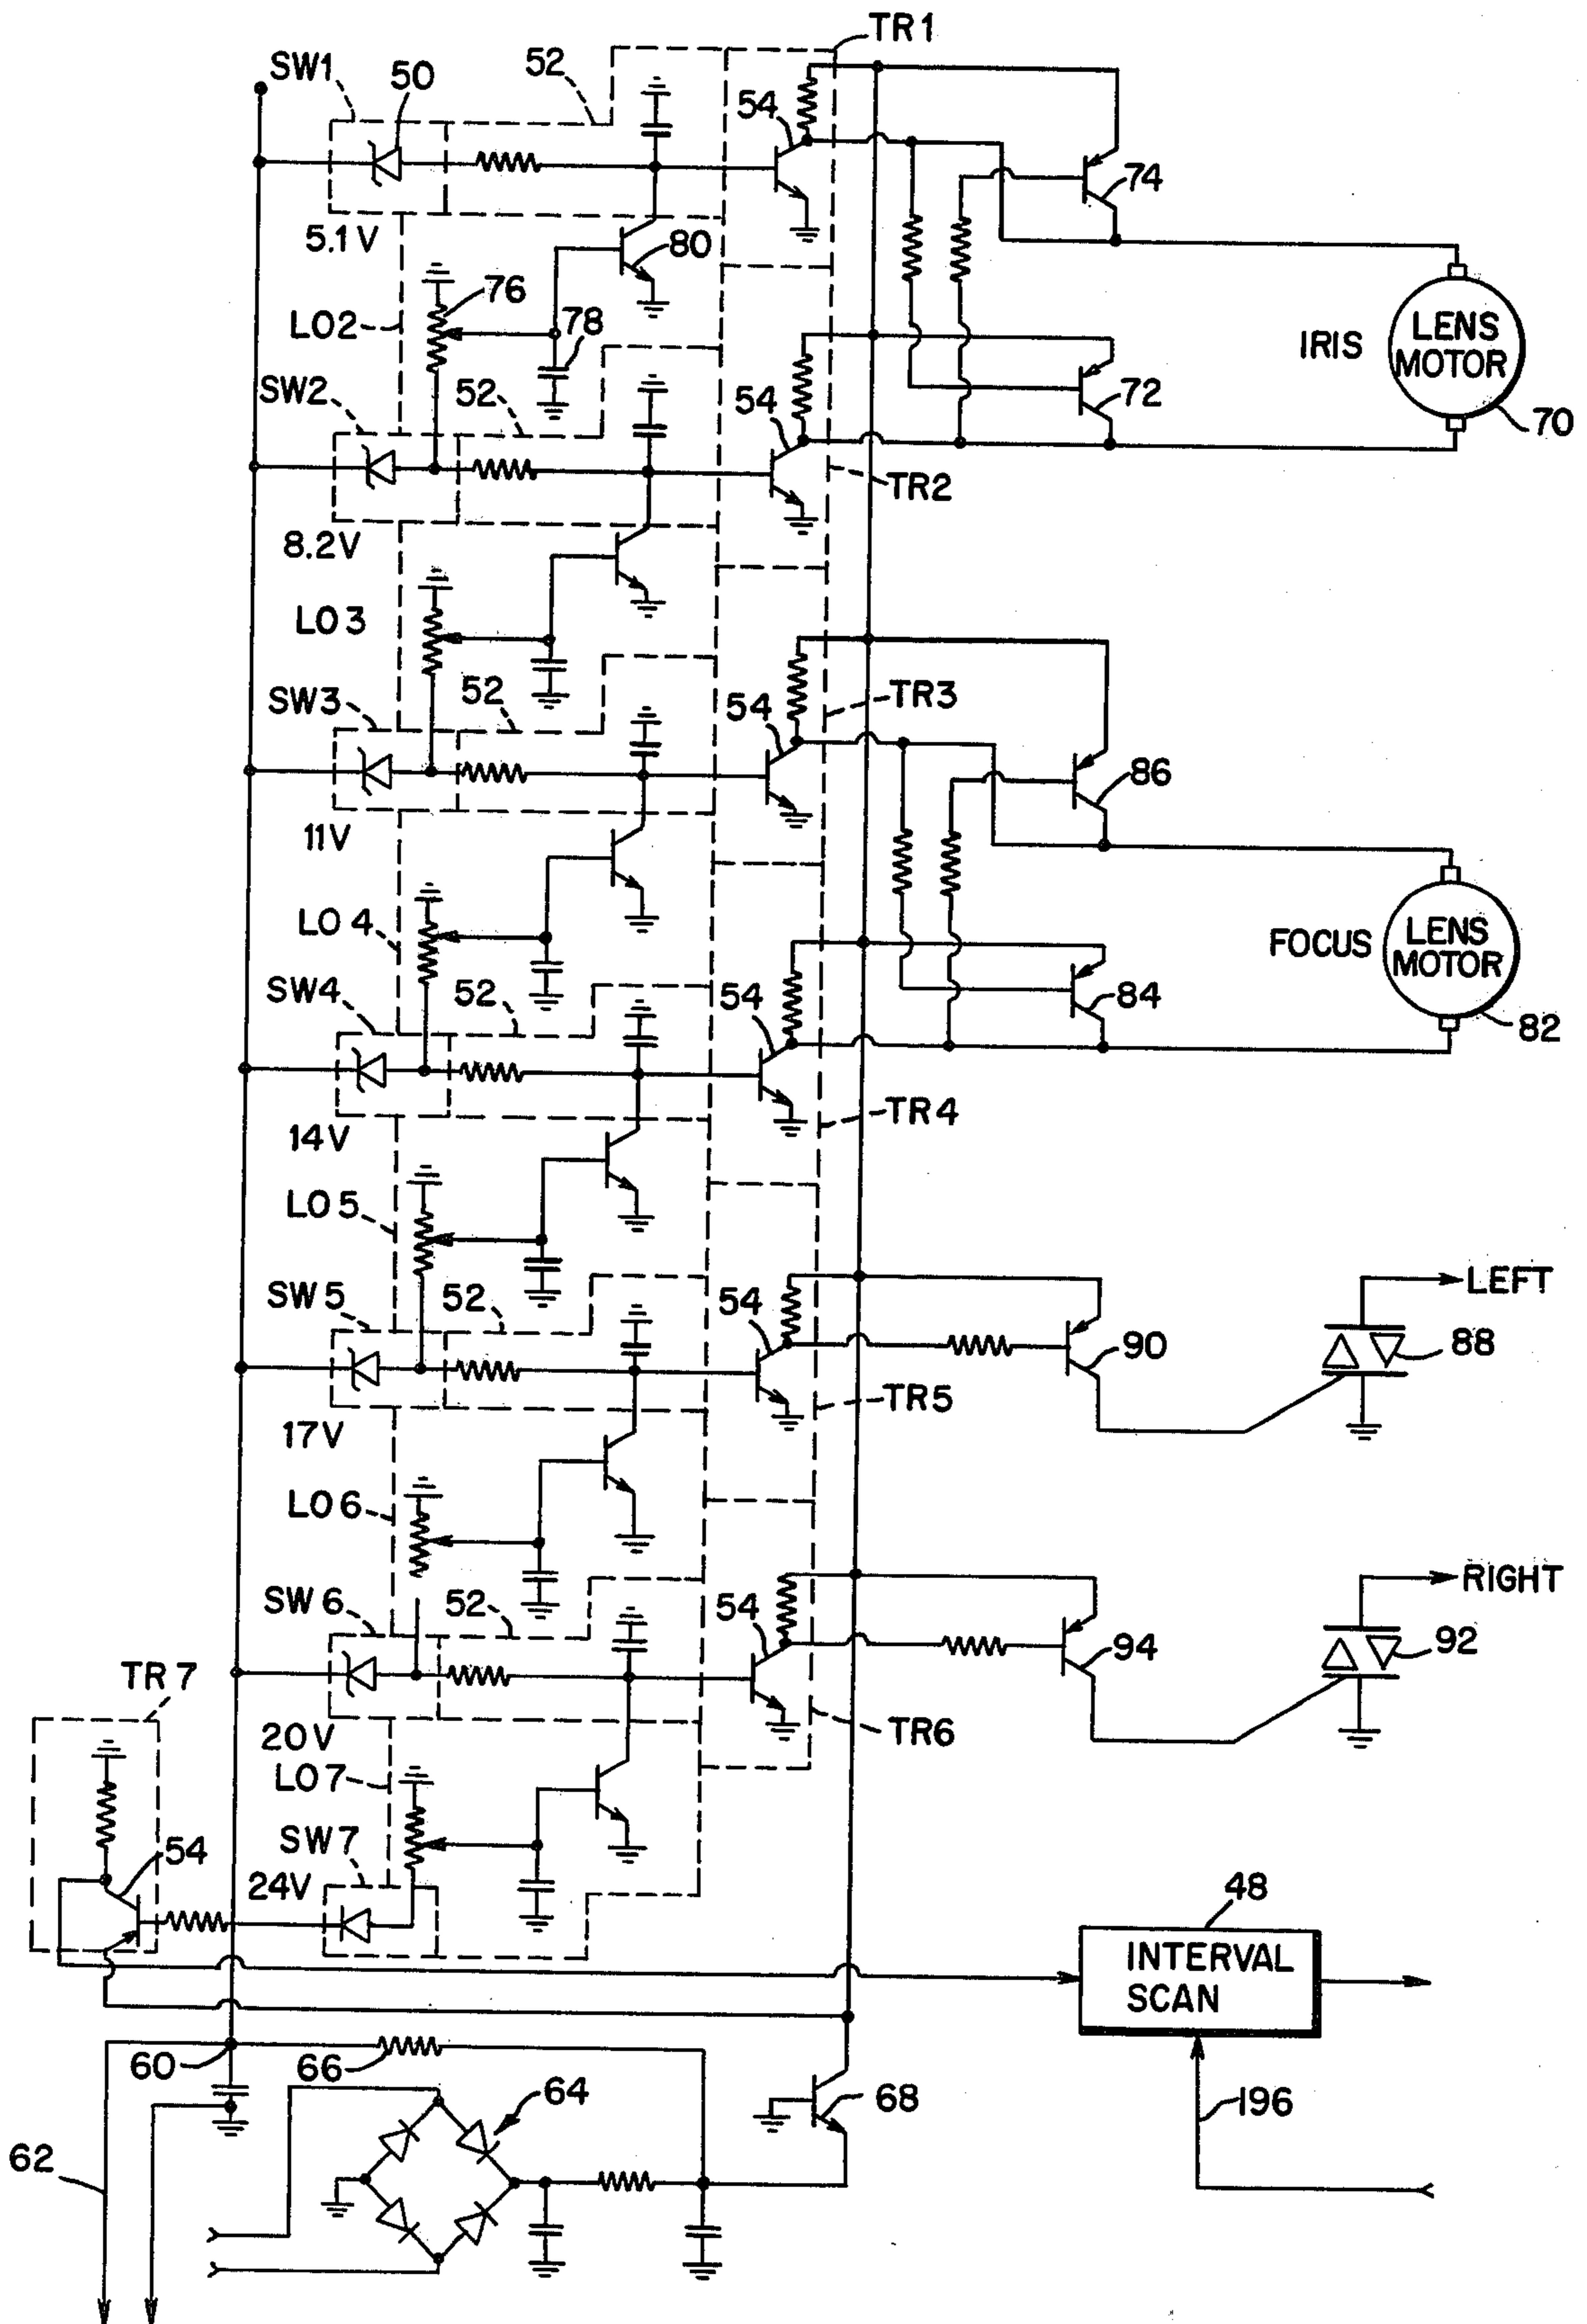 TR1
SW1
50
52
54
74
5.1V
80
76
LO2
78
IRIS
LENS
MOTOR
SW2
52
54
72
70
TR2
8.2V
LO3
SW3
52
54
TR3
86
11V
LO4
FOCUS
LENS
MOTOR
SW4
52
54
84
82
TR4
14V
LO5
SW5
52
54
LEFT
90
88
TR5
17V
LO6
SW6
52
54
RIGHT
94
92
TR7
20V
TR6
LO7
SW7
54
24V
48
INTERVAL
SCAN
60
66
64
68
196
62